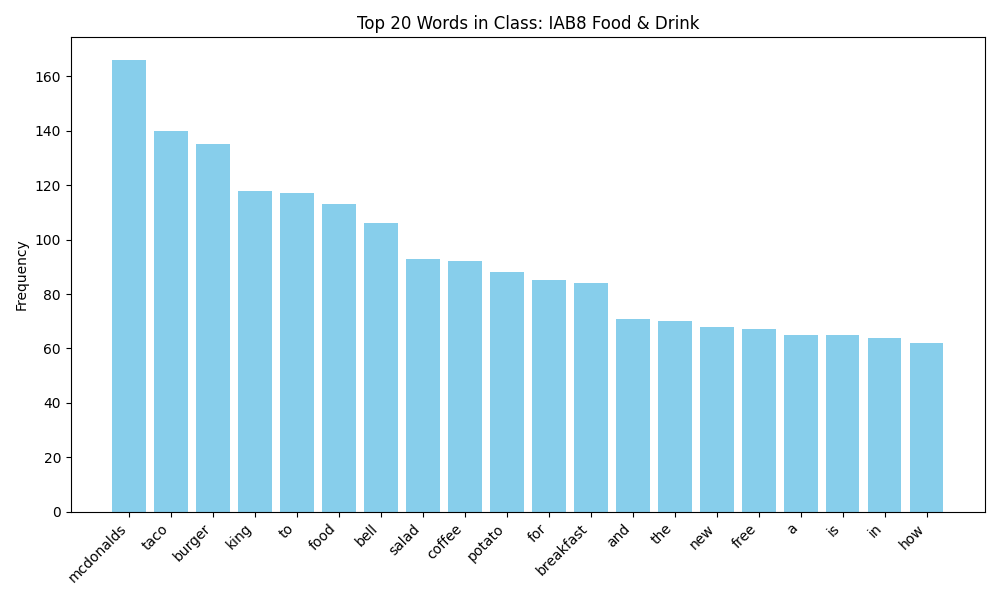 Top 20 Words in Class: IAB8 Food & Drink
Frequency
160
140
120
100
80
60
40
20
0
mcdonalds
taco
burger
king
to
food
bell
salad
coffee
potato
for
breakfast
and
the
new
free
a
is
in
how